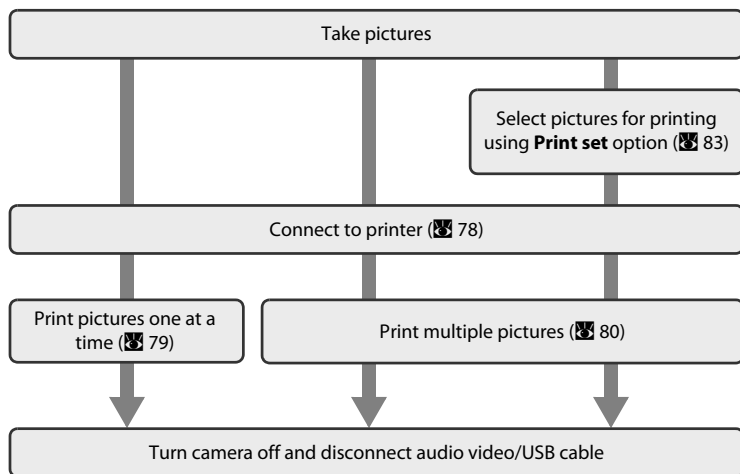 Take pictures
Select pictures for printing
using Print set option (83)
Connect to printer (78)
Print pictures one at a
time (79)
Print multiple pictures (80)
Turn camera off and disconnect audio video/USB cable